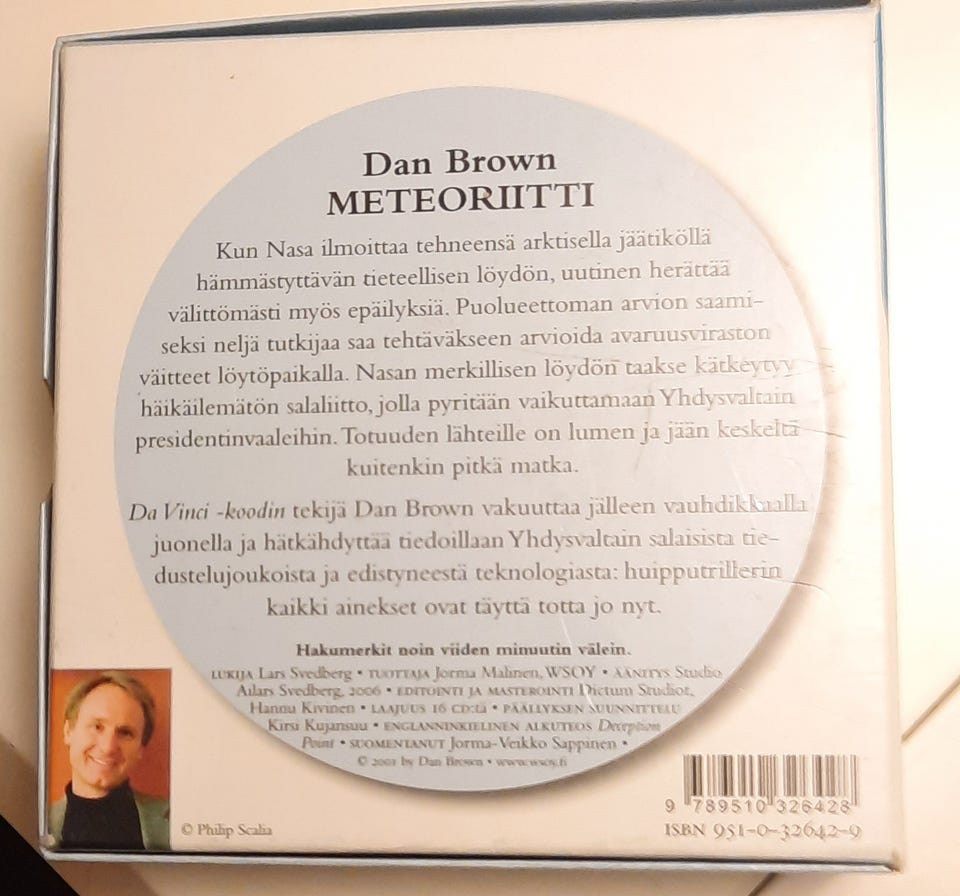 Dan Brown
METEORIITTI
Kun Nasa ilmoittaa tehneensä arktisella jäätiköllä
hämmästyttävän tieteellisen löydön, uutinen herättää
välittömästi myös epäilyksiä. Puolueettoman arvion saami-
seksi neljä tutkijaa saa tehtäväkseen arvioida avaruusviraston
väitteet löytöpaikalla. Nasan merkillisen löydön taakse kätkeytyy
häikäilemätön salaliitto, jolla pyritään vaikuttamaan Yhdysvaltain
presidentinvaaleihin. Totuuden lähteille on lumen ja jään keskeltä
kuitenkin pitkä matka.
Da Vinci -koodin tekijä Dan Brown vakuuttaa jälleen vauhdikkaalla
juonella ja hätkähdyttää tiedoillaan Yhdysvaltain salaisista tie-
dustelujoukoista ja edistyneestä teknologiasta: huipputrillerin
kaikki ainekset ovat täyttä totta jo nyt.
Hakumerkit noin viiden minuutin välein.
LUKIJA Lars Svedberg • TUOTTAJA Jorma Malinen, WSOY • ÄÄNITYS Studio
Ailars Svedberg, 2006 • EDITOINTI JA MASTEROINTI Dictum Studiot,
Hannu Kivinen • LAAJUUS 16 CD:tä • PÄÄLLYKSEN SUUNNITTELU
Kirsi Kujansuu • ENGLANNINKIELINEN ALKUTEOS Deception
Point • SUOMENTANUT Jorma-Veikko Sappinen •
© 2001 by Dan Brown • www.wsoy.fi
© Philip Scalia
9 789510 326428
ISBN 951-0-32642-9